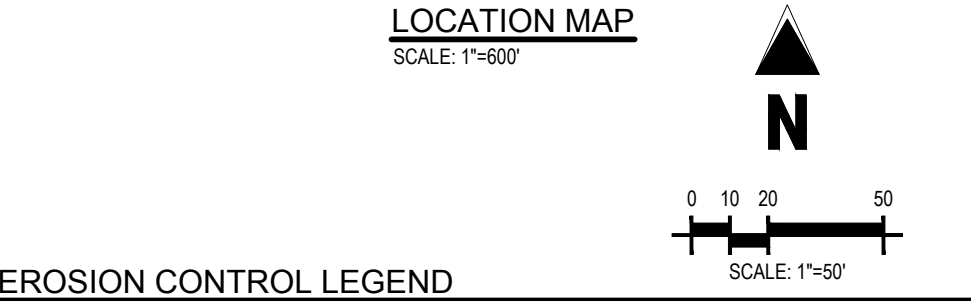 LOCATION MAP
SCALE: 1"=600'
N
0 10 20 50
SCALE: 1"=50'
EROSION CONTROL LEGEND